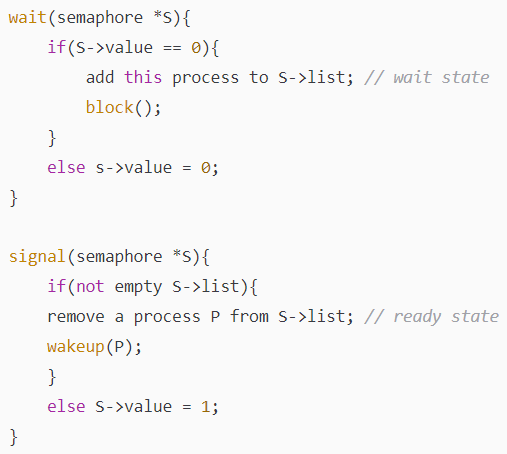 wait(semaphore *S){
    if(S->value == 0){
        add this process to S->list; // wait state
        block();
    }
    else s->value = 0;
}

signal(semaphore *S){
    if(not empty S->list){
    remove a process P from S->list; // ready state
    wakeup(P);
    }
    else S->value = 1;
}